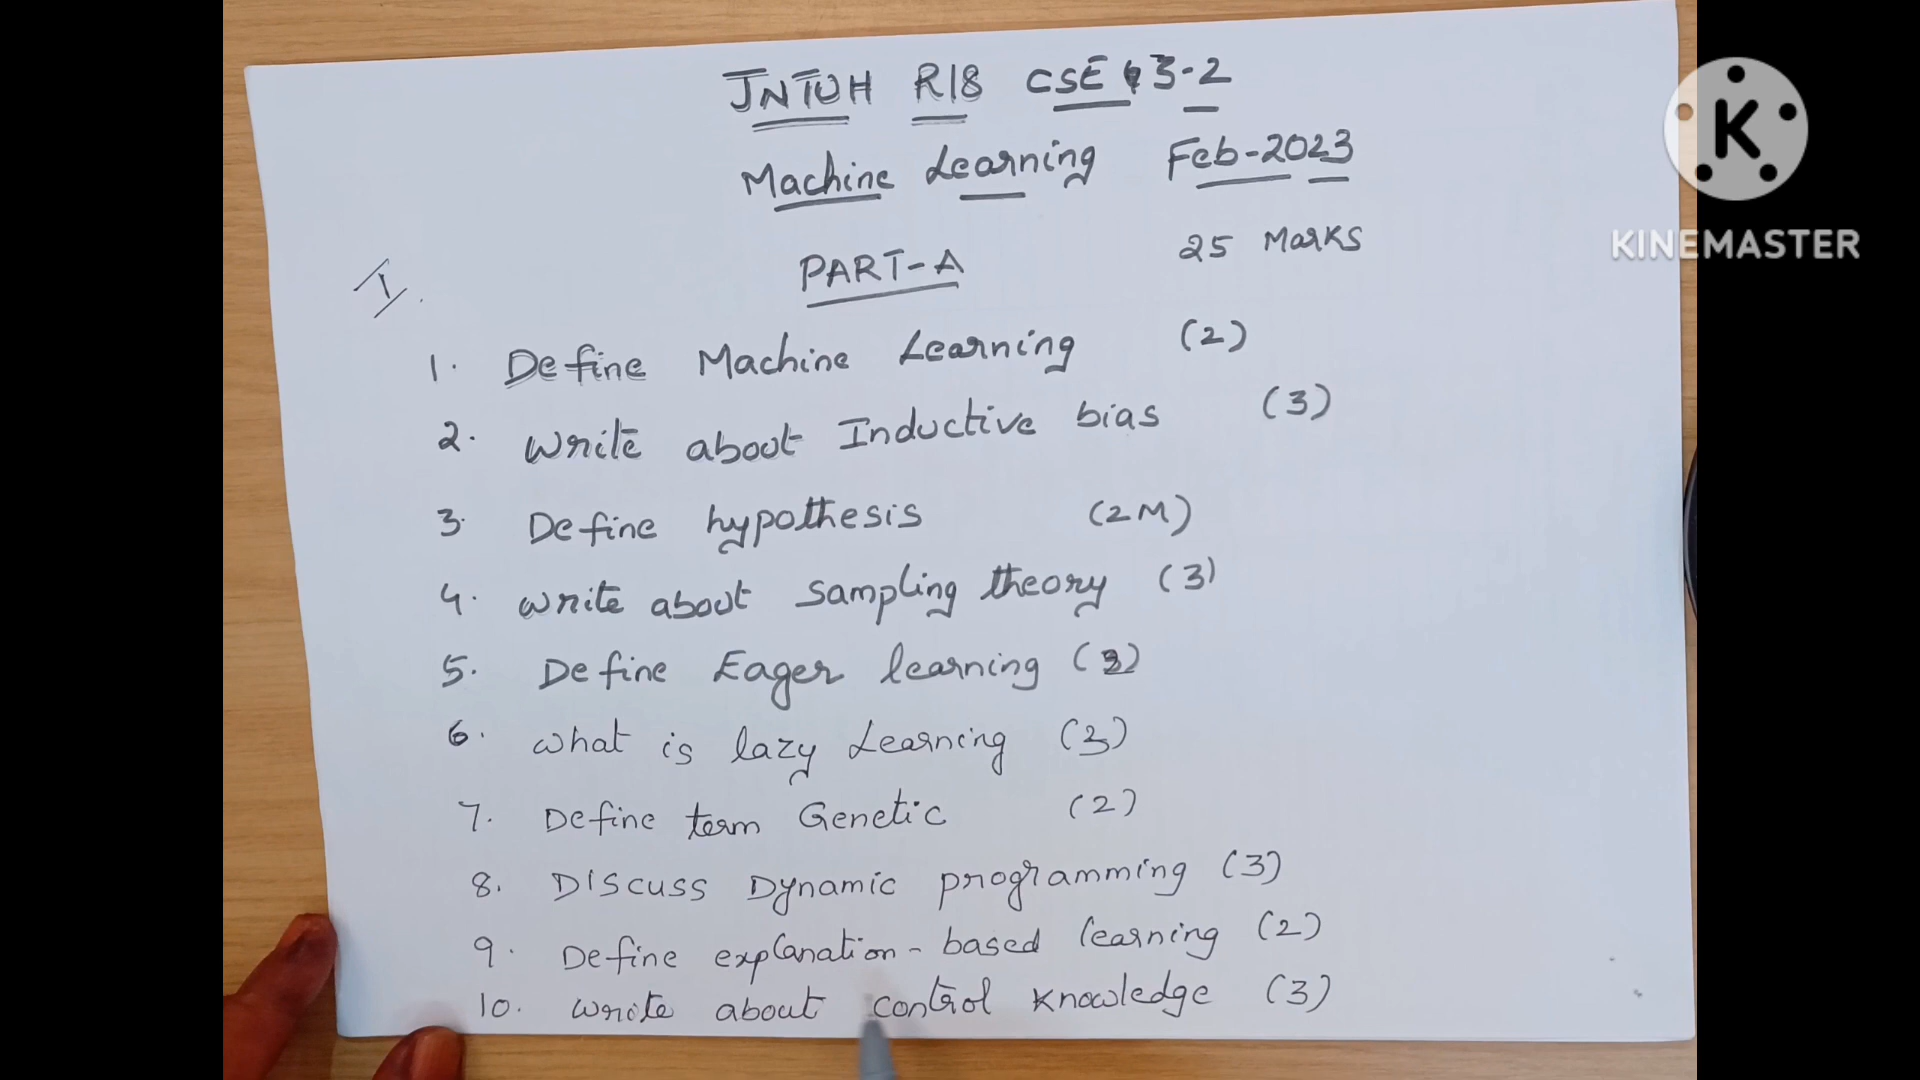 JNTUH R18 CSE 3-2
Machine Learning Feb-2023
PART-A 25 Marks
I.
1. Define Machine Learning (2)
2. Write about Inductive bias (3)
3. Define hypothesis (2M)
4. Write about Sampling theory (3)
5. Define Eager learning (2)
6. What is lazy Learning (3)
7. Define term Genetic (2)
8. Discuss Dynamic programming (3)
9. Define explanation-based learning (2)
10. Write about control knowledge (3)
K
KINEMASTER